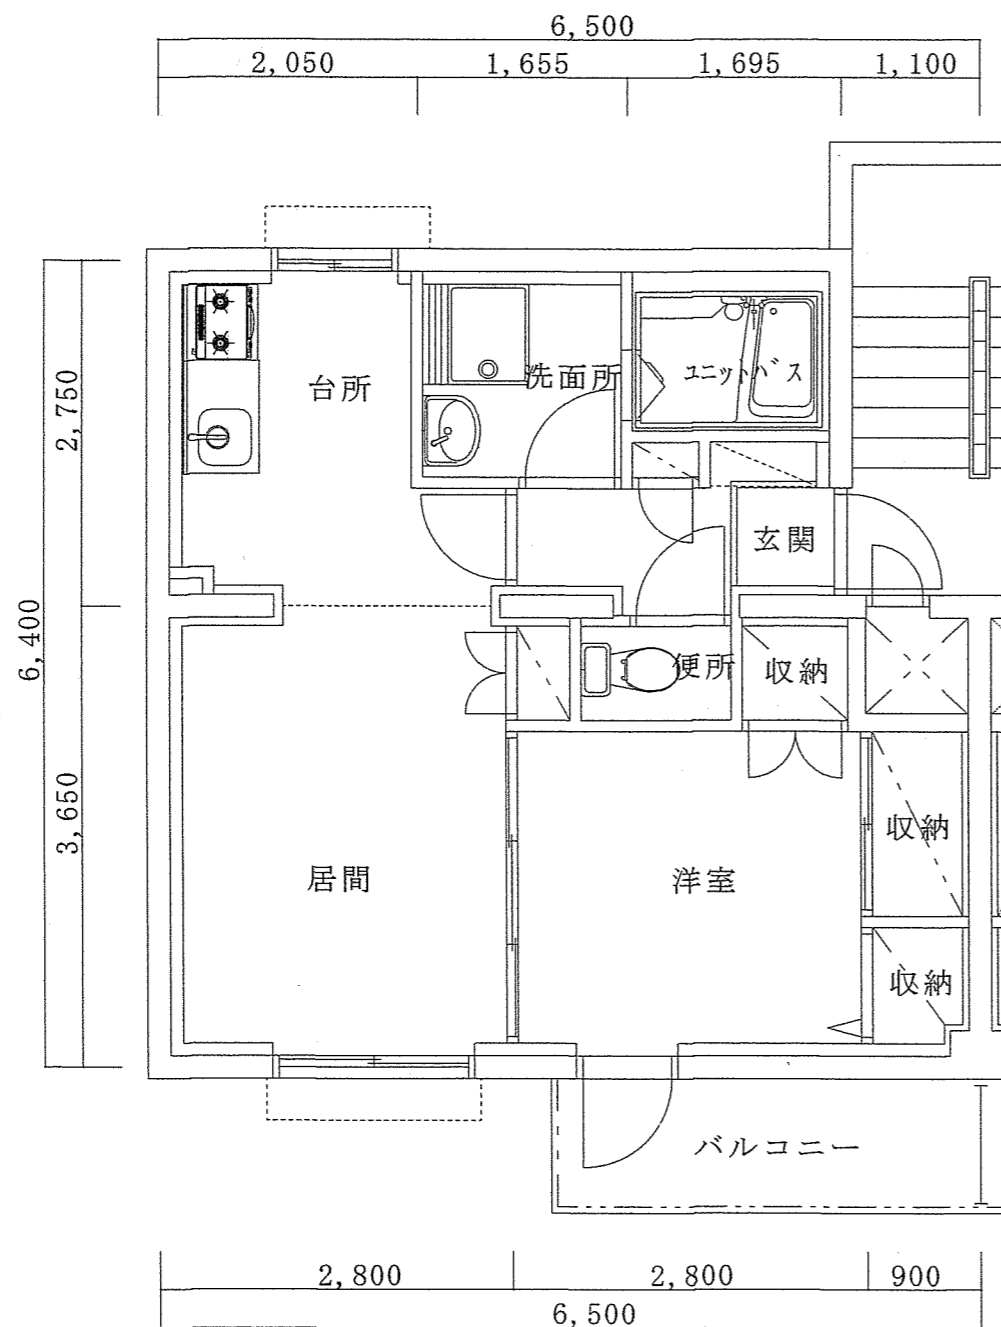 6,500
2,050
1,655
1,695
1,100
台所
洗面所
ユニットバス
2,750
玄関
6,400
便所
収納
3,650
収納
居間
洋室
収納
バルコニー
2,800
2,800
900
6,500